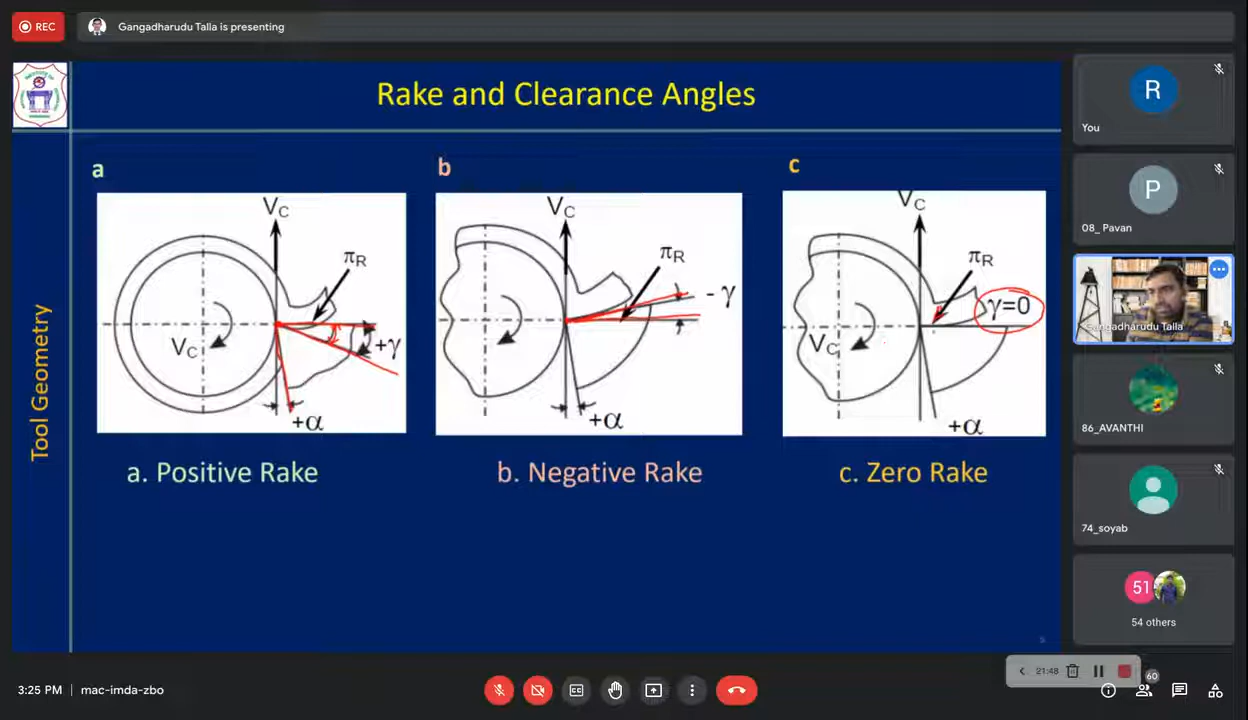 REC
Gangadharudu Talla is presenting
Rake and Clearance Angles
Tool Geometry
a
b
c
VC
πR
VC
+γ
+α
VC
πR
- γ
+α
VC
πR
γ=0
VC
+α
a. Positive Rake
b. Negative Rake
c. Zero Rake
R
You
P
08_ Pavan
Gangadharudu Talla
86_AVANTHI
74_soyab
51
54 others
21:48
3:25 PM | mac-imda-zbo
CC
60